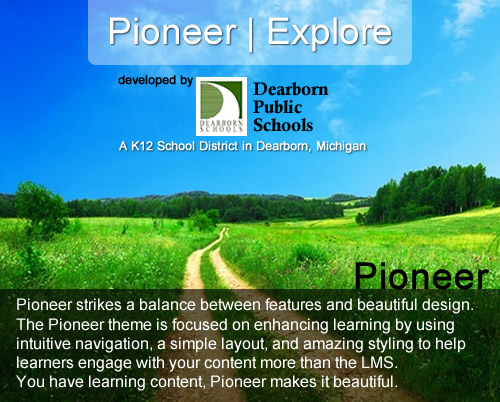 Pioneer | Explore
developed by
DEARBORN
SCHOOLS
Dearborn
Public
Schools
A K12 School District in Dearborn, Michigan
Pioneer
Pioneer strikes a balance between features and beautiful design.
The Pioneer theme is focused on enhancing learning by using
intuitive navigation, a simple layout, and amazing styling to help
learners engage with your content more than the LMS.
You have learning content, Pioneer makes it beautiful.